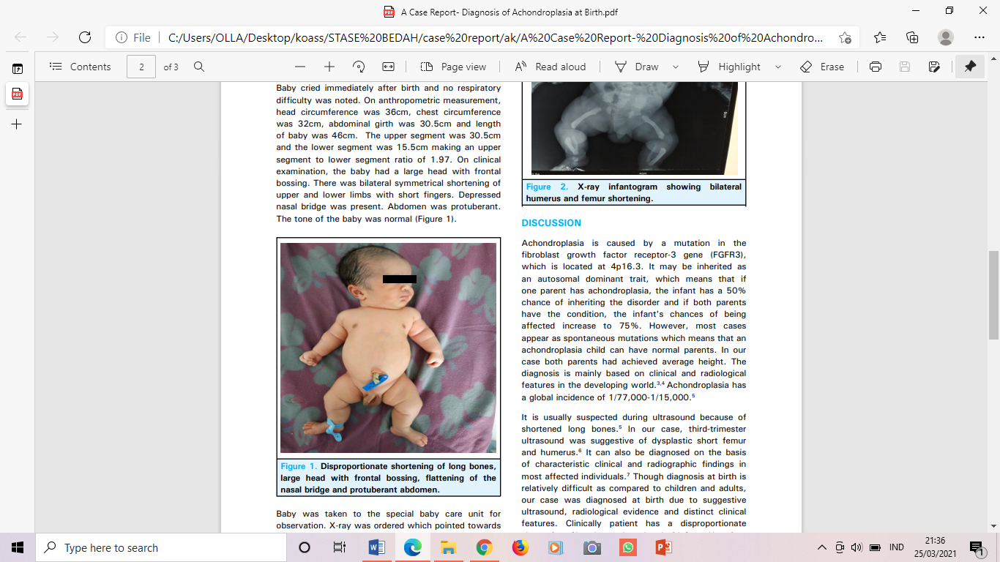 A Case Report- Diagnosis of Achondroplasia at Birth.pdf
File
C:/Users/OLLA/Desktop/koass/STASE%20BEDAH/case%20report/ak/A%20Case%20Report-%20Diagnosis%20of%20Achondro...
Contents
2
of 3
Page view
Read aloud
Draw
Highlight
Erase
Baby cried immediately after birth and no respiratory
difficulty was noted. On anthropometric measurement,
head circumference was 36cm, chest circumference
was 32cm, abdominal girth was 30.5cm and length
of baby was 46cm. The upper segment was 30.5cm
and the lower segment was 15.5cm making an upper
segment to lower segment ratio of 1.97. On clinical
examination, the baby had a large head with frontal
bossing. There was bilateral symmetrical shortening of
upper and lower limbs with short fingers. Depressed
nasal bridge was present. Abdomen was protuberant.
The tone of the baby was normal (Figure 1).
Figure 1. Disproportionate shortening of long bones,
large head with frontal bossing, flattening of the
nasal bridge and protuberant abdomen.
Baby was taken to the special baby care unit for
observation. X-ray was ordered which pointed towards
Figure 2. X-ray infantogram showing bilateral
humerus and femur shortening.
DISCUSSION
Achondroplasia is caused by a mutation in the
fibroblast growth factor receptor-3 gene (FGFR3),
which is located at 4p16.3. It may be inherited as
an autosomal dominant trait, which means that if
one parent has achondroplasia, the infant has a 50%
chance of inheriting the disorder and if both parents
have the condition, the infant's chances of being
affected increase to 75%. However, most cases
appear as spontaneous mutations which means that an
achondroplasia child can have normal parents. In our
case both parents had achieved average height. The
diagnosis is mainly based on clinical and radiological
features in the developing world.3,4 Achondroplasia has
a global incidence of 1/77,000-1/15,000.5
It is usually suspected during ultrasound because of
shortened long bones.5 In our case, third-trimester
ultrasound was suggestive of dysplastic short femur
and humerus.6 It can also be diagnosed on the basis
of characteristic clinical and radiographic findings in
most affected individuals.7 Though diagnosis at birth is
relatively difficult as compared to children and adults,
our case was diagnosed at birth due to suggestive
ultrasound, radiological evidence and distinct clinical
features. Clinically patient has a disproportionate
Type here to search
IND
21:36
25/03/2021
1